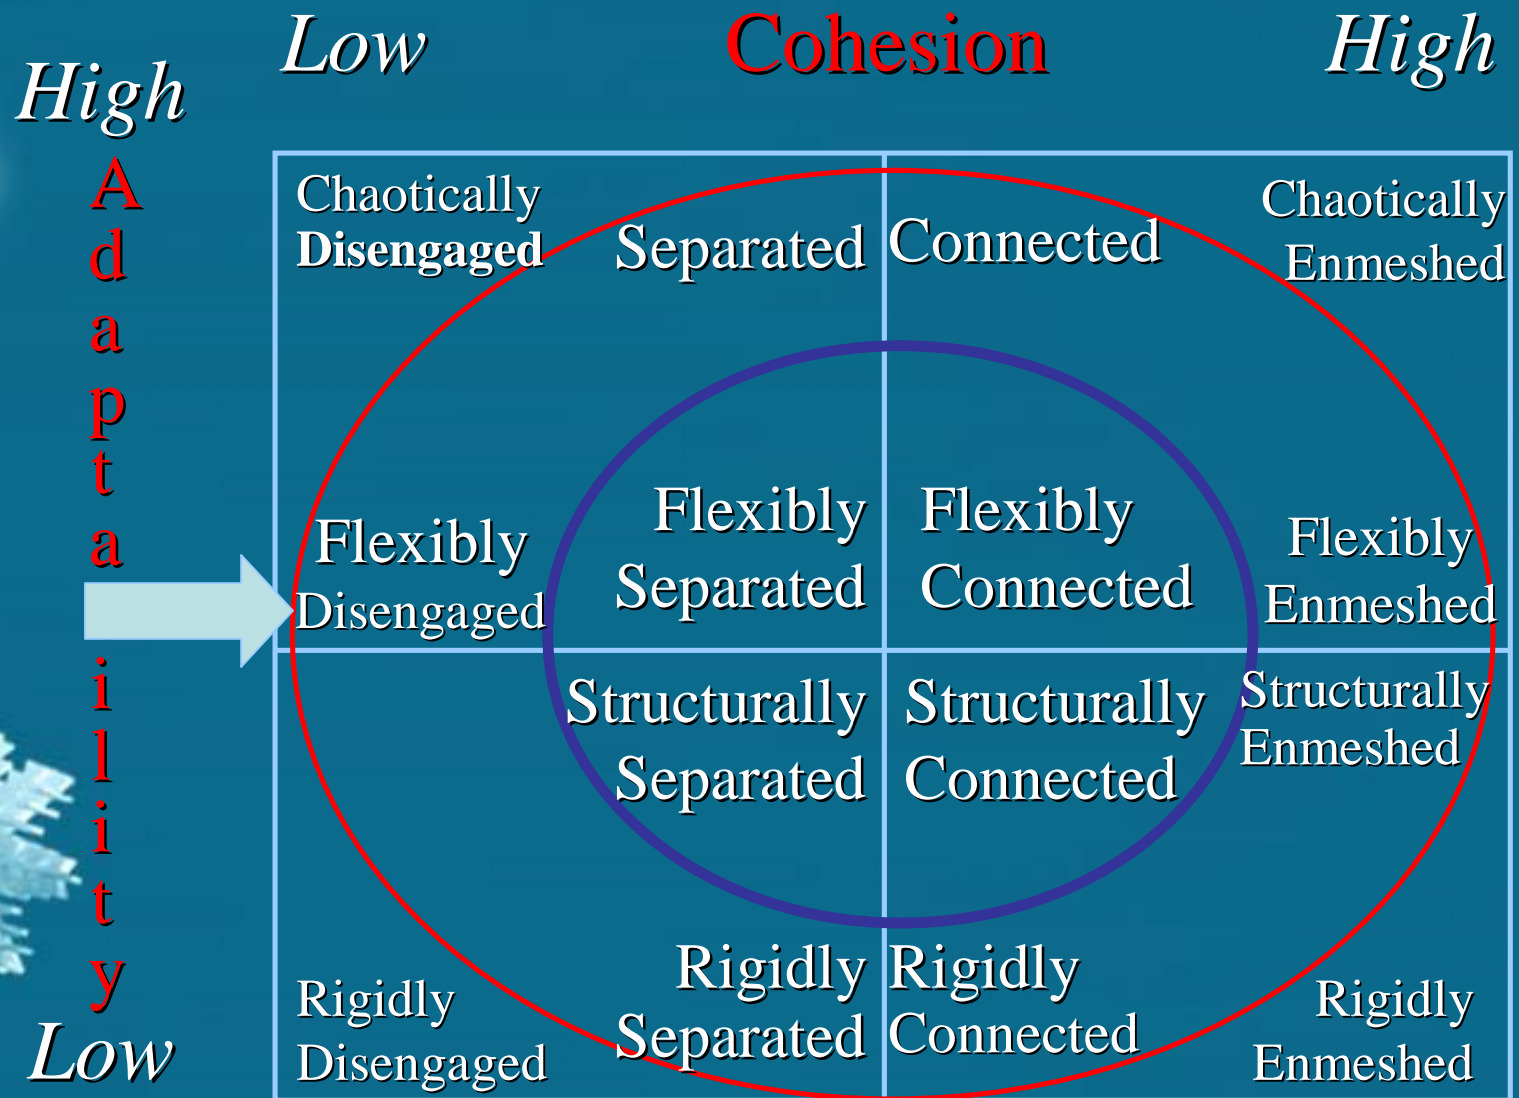 Low Cohesion High
High
A
d
a
p
t
a
i
l
i
t
y
Low
Chaotically
Disengaged
Separated
Connected
Chaotically
Enmeshed
Flexibly
Disengaged
Flexibly
Separated
Flexibly
Connected
Flexibly
Enmeshed
Structurally
Separated
Structurally
Connected
Structurally
Enmeshed
Rigidly
Disengaged
Rigidly
Separated
Rigidly
Connected
Rigidly
Enmeshed